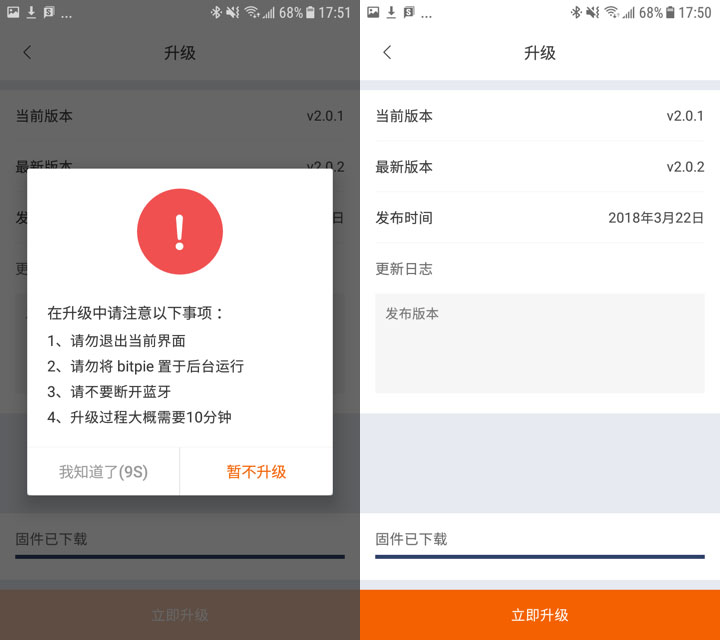 ... 68% 17:51
升级
当前版本 v2.0.1
最新版本 v2.0.2
发 日
更
在升级中请注意以下事项：
1、请勿退出当前界面
2、请勿将 bitpie 置于后台运行
3、请不要断开蓝牙
4、升级过程大概需要10分钟
我知道了(9S) 暂不升级
固件已下载
立即升级
... 68% 17:50
升级
当前版本 v2.0.1
最新版本 v2.0.2
发布时间 2018年3月22日
更新日志
发布版本
固件已下载
立即升级